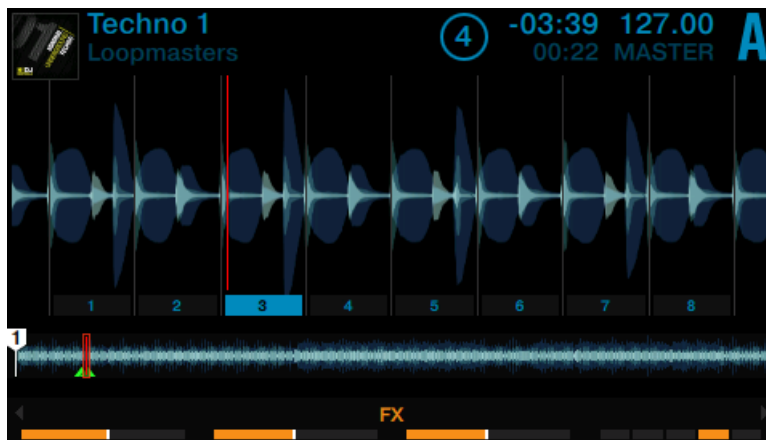 Techno 1
Loopmasters
4
-03:39 127.00
00:22 MASTER
A
1 2 3 4 5 6 7 8
1
FX